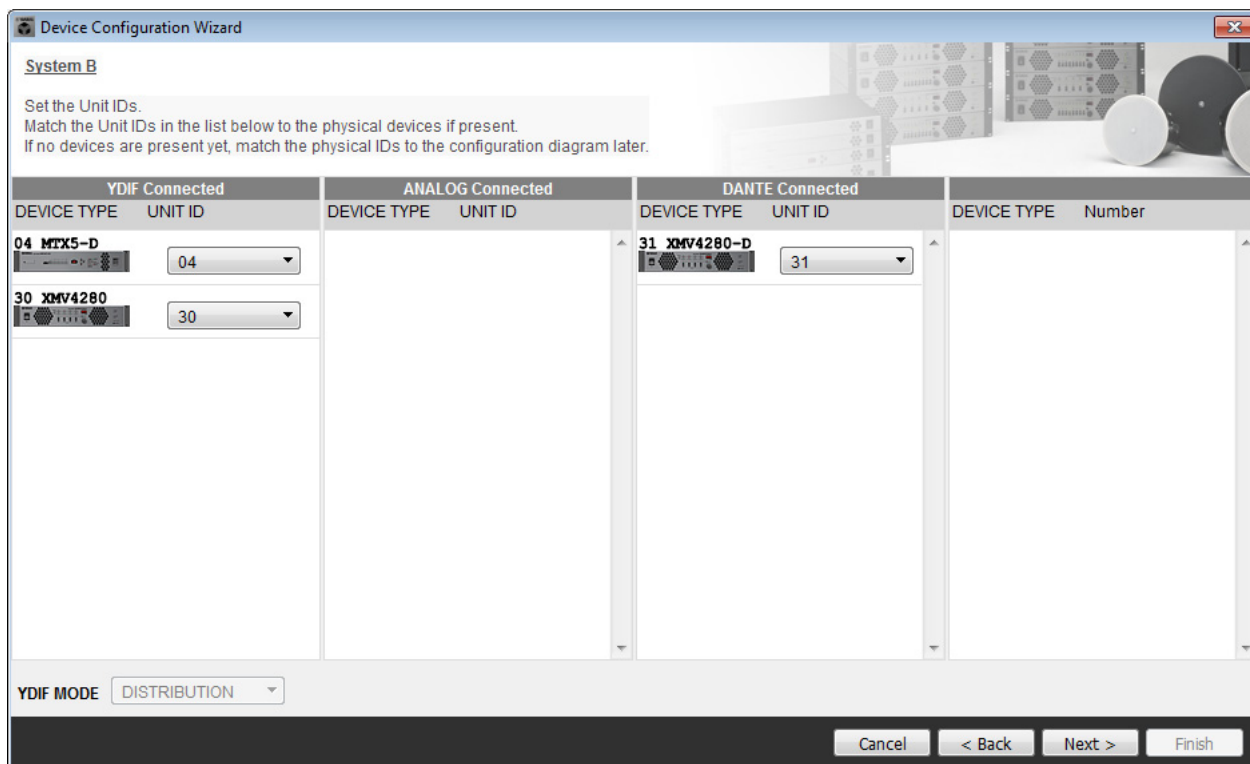 Device Configuration Wizard
System B
Set the Unit IDs.
Match the Unit IDs in the list below to the physical devices if present.
If no devices are present yet, match the physical IDs to the configuration diagram later.
YDIF Connected
DEVICE TYPE UNIT ID
04 MTX5-D
04
30 XMV4280
30
ANALOG Connected
DEVICE TYPE UNIT ID
DANTE Connected
DEVICE TYPE UNIT ID
31 XMV4280-D
31
DEVICE TYPE Number
YDIF MODE DISTRIBUTION
Cancel < Back Next > Finish